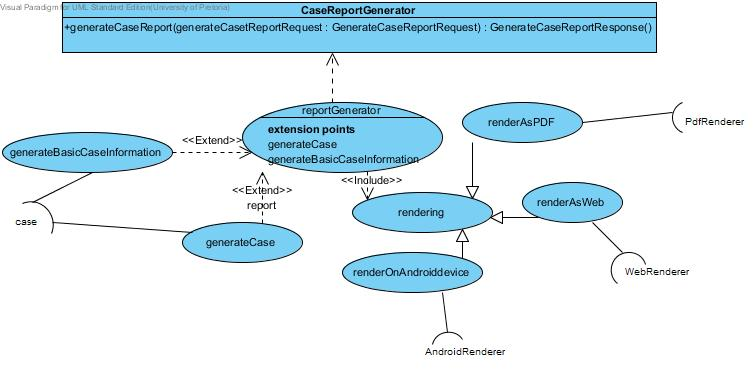 Visual Paradigm for UML Standard Edition(University of Pretoria)
CaseReportGenerator
+generateCaseReport(generateCasetReportRequest : GenerateCaseReportRequest) : GenerateCaseReportResponse()
reportGenerator
extension points
generateCase
generateBasicCaseInformation
renderAsPDF
PdfRenderer
<<Extend>>
generateBasicCaseInformation
<<Include>>
<<Extend>>
report
renderAsWeb
rendering
case
generateCase
renderOnAndroiddevice
WebRenderer
AndroidRenderer